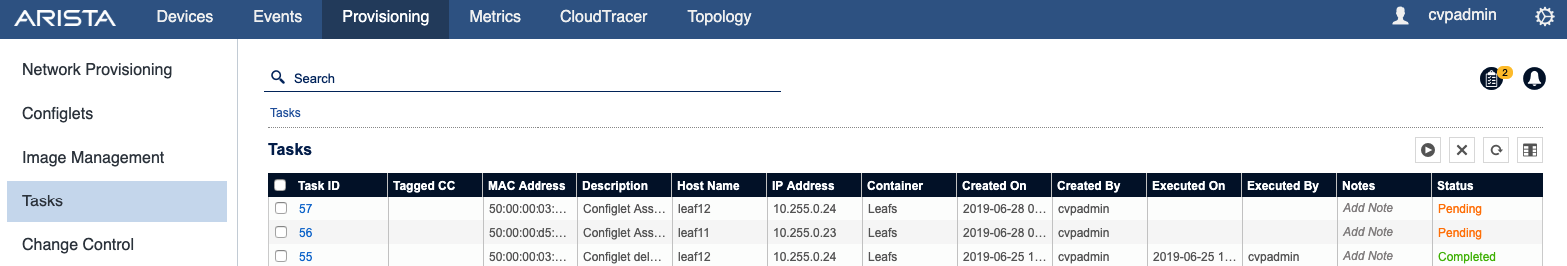 ARISTA Devices Events Provisioning Metrics CloudTracer Topology cvpadmin
Network Provisioning
Configlets
Image Management
Tasks
Change Control
Search
2
Tasks
Tasks
Task ID Tagged CC MAC Address Description Host Name IP Address Container Created On Created By Executed On Executed By Notes Status
57 50:00:00:03:... Configlet Ass... leaf12 10.255.0.24 Leafs 2019-06-28 0... cvpadmin Add Note Pending
56 50:00:00:d5:... Configlet Ass... leaf11 10.255.0.23 Leafs 2019-06-28 0... cvpadmin Add Note Pending
55 50:00:00:03:... Configlet del... leaf12 10.255.0.24 Leafs 2019-06-25 1... cvpadmin 2019-06-25 1... cvpadmin Add Note Completed